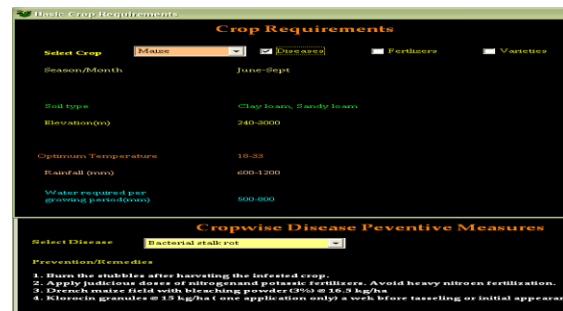 Basic Crop Requirements
Crop Requirements
Select Crop Maize Diseases Fertlizers Varieties
Season/Month June-Sept
Soil type Clay loam, Sandy loam
Elevation(m) 240-3000
Optimum Temperature 18-33
Rainfall (mm) 600-1200
Water required per
growing period(mm) 500-800
Cropwise Disease Peventive Measures
Select Disease Bacterial stalk rot
Prevention/Remedies
1. Burn the stubbles after harvsting the infested crop.
2. Apply judicious doses of nitrogenand potassic fertilizers. Avoid heavy nitroen fertilization.
3. Drench maize field with bleaching powder (3%) @ 16.5 kg/ha
4. Klorocin granules @ 15 kg/ha ( one application only) a wek bfore tasseling or initial appearan